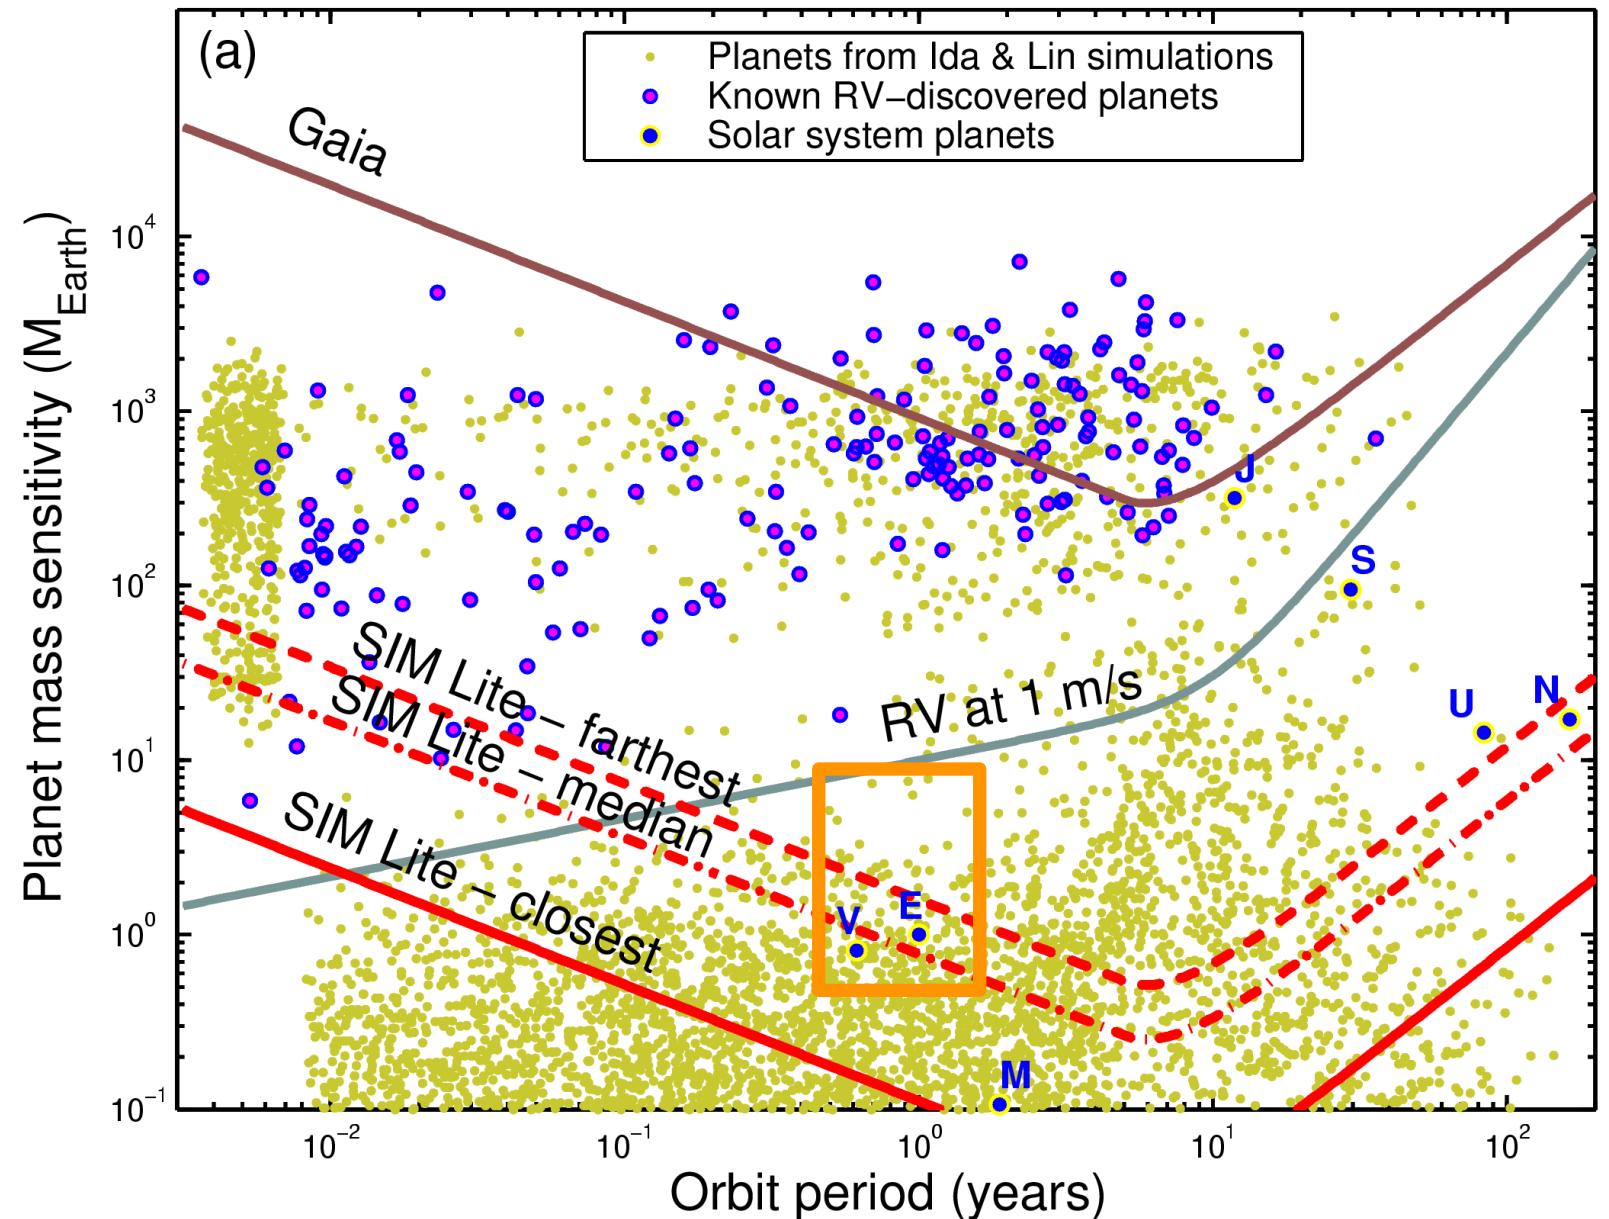 (a)
Planets from Ida & Lin simulations
Known RV−discovered planets
Solar system planets
Gaia
SIM Lite − farthest
SIM Lite − median
SIM Lite − closest
RV at 1 m/s
J
S
U
N
V
E
M
Planet mass sensitivity (M_Earth)
10^4
10^3
10^2
10^1
10^0
10^−1
10^−2
10^−1
10^0
10^1
10^2
Orbit period (years)